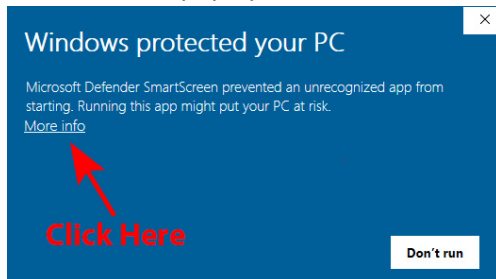 Windows protected your PC
Microsoft Defender SmartScreen prevented an unrecognized app from
starting. Running this app might put your PC at risk.
More info
Click Here
Don't run